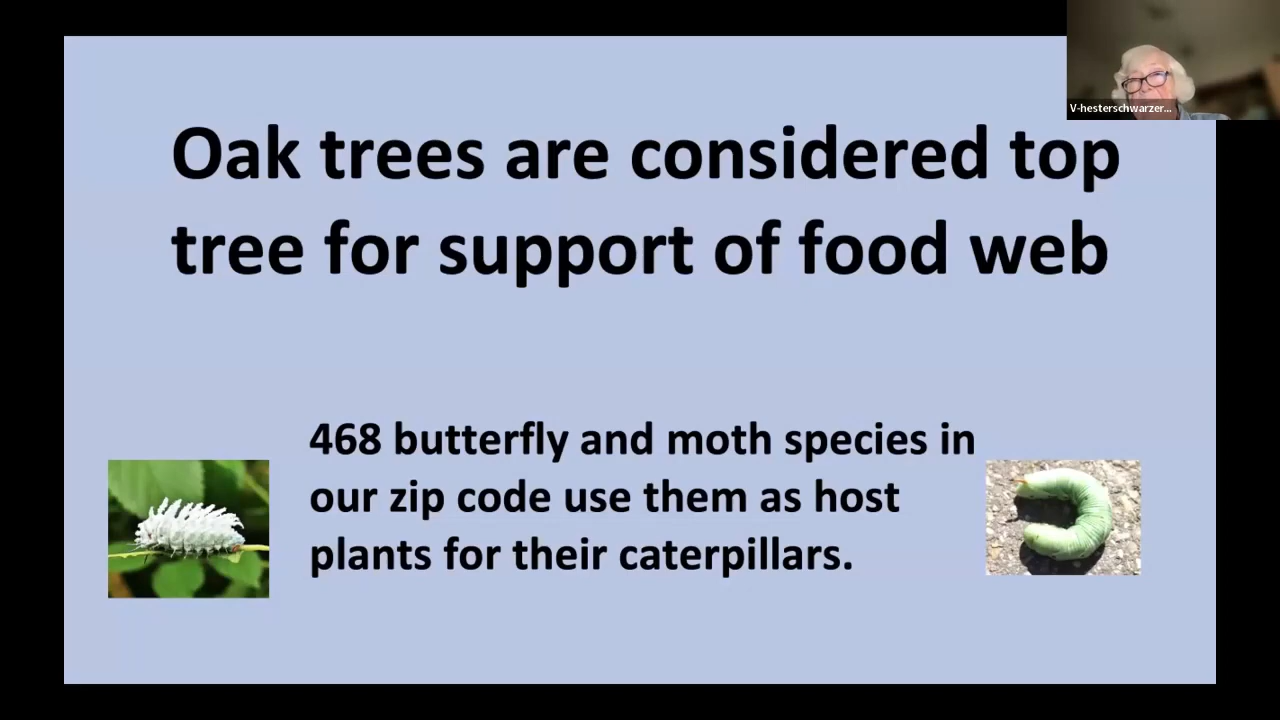 V-hesterschwarzer...
Oak trees are considered top
tree for support of food web
468 butterfly and moth species in
our zip code use them as host
plants for their caterpillars.